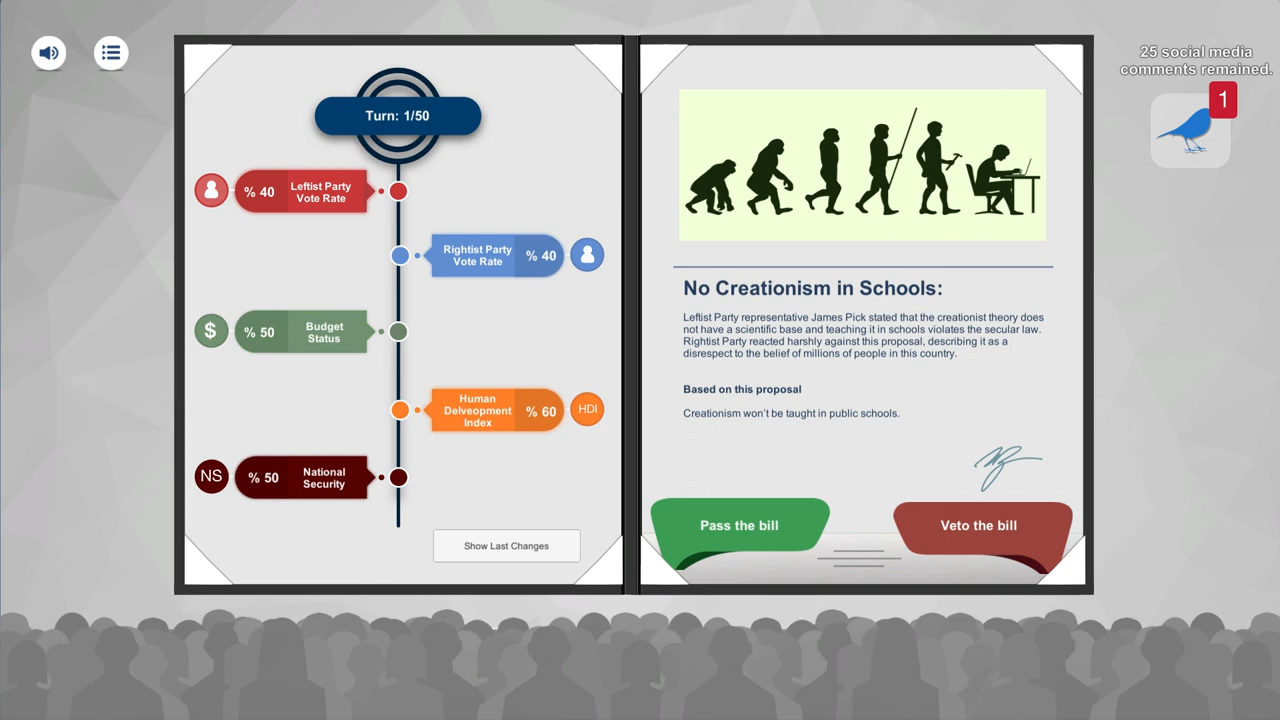 25 social media
comments remained.
1
Turn: 1/50
% 40
Leftist Party
Vote Rate
Rightist Party
Vote Rate
% 40
$
% 50
Budget
Status
Human
Delveopment
Index
% 60
HDI
NS
% 50
National
Security
Show Last Changes
No Creationism in Schools:
Leftist Party representative James Pick stated that the creationist theory does
not have a scientific base and teaching it in schools violates the secular law.
Rightist Party reacted harshly against this proposal, describing it as a
disrespect to the belief of millions of people in this country.
Based on this proposal
Creationism won't be taught in public schools.
Pass the bill
Veto the bill